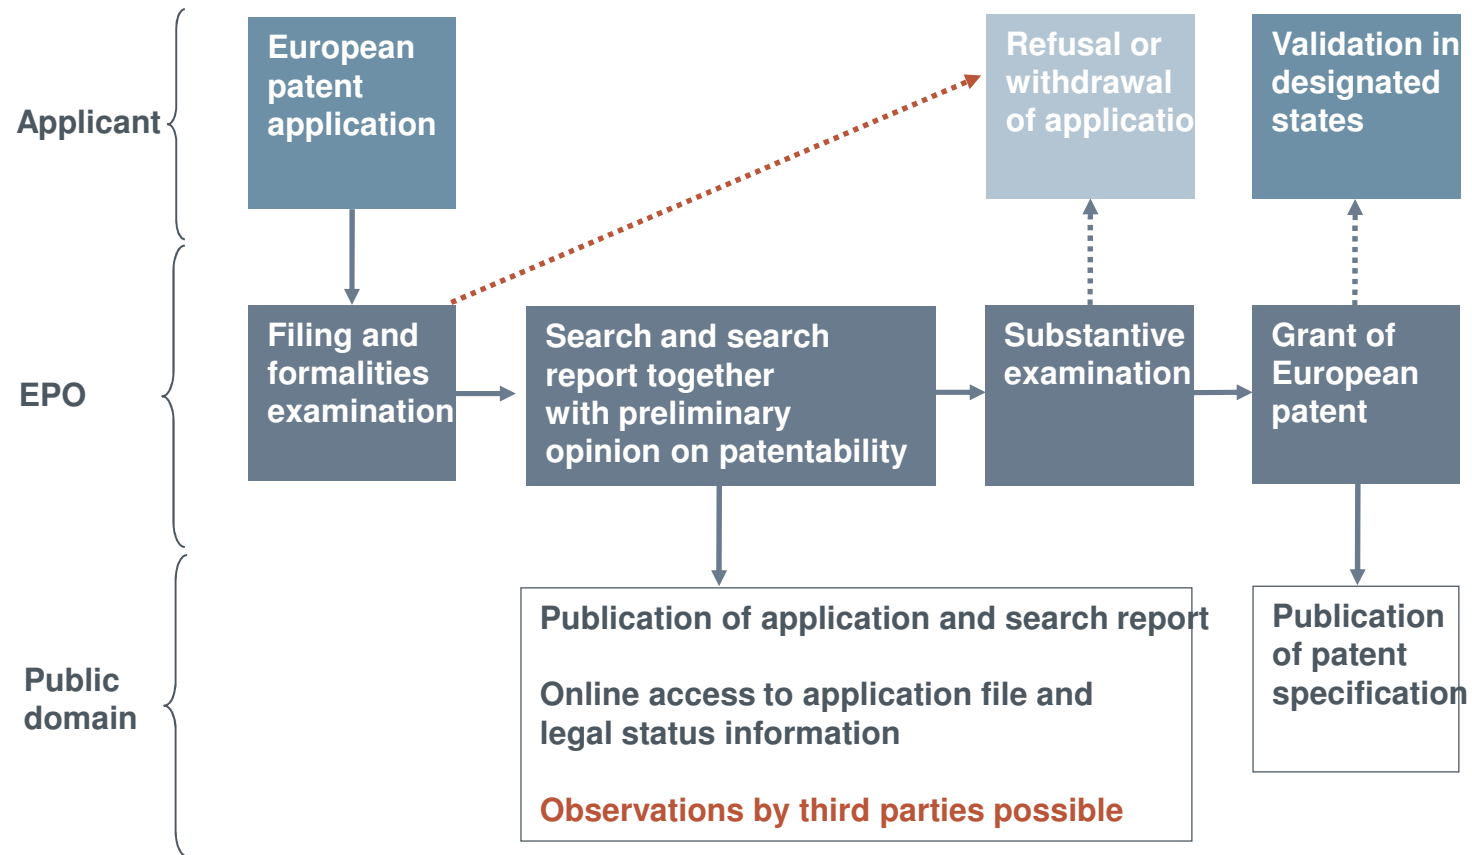 Applicant
European
patent
application
Refusal or
withdrawal
of applicatio
Validation in
designated
states
EPO
Filing and
formalities
examination
Search and search
report together
with preliminary
opinion on patentability
Substantive
examination
Grant of
European
patent
Public
domain
Publication of application and search report
Online access to application file and
legal status information
Observations by third parties possible
Publication
of patent
specification